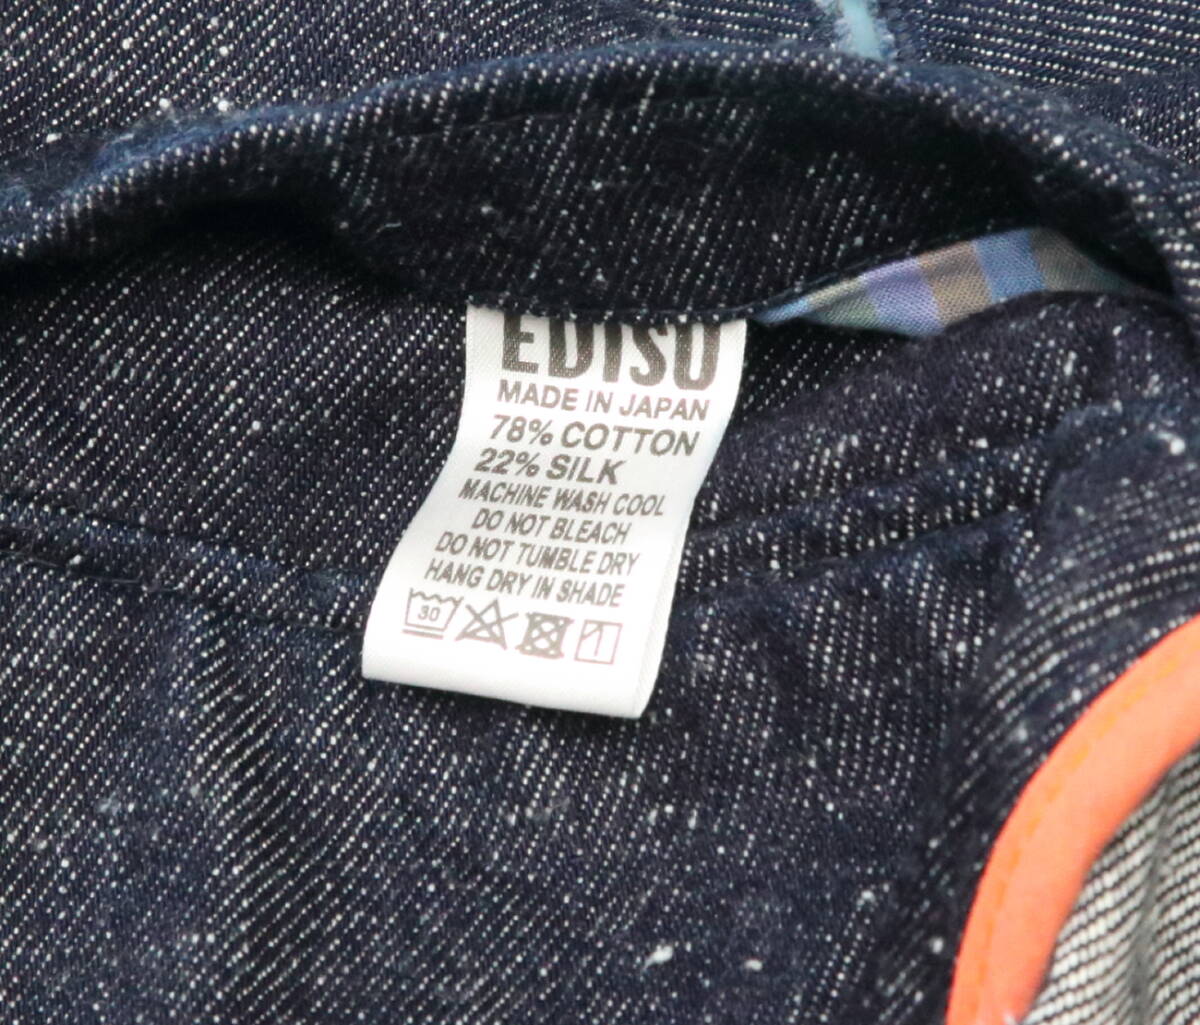 EDISU
MADE IN JAPAN
78% COTTON
22% SILK
MACHINE WASH COOL
DO NOT BLEACH
DO NOT TUMBLE DRY
HANG DRY IN SHADE
30